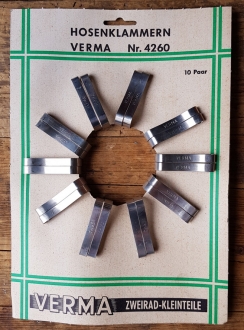 HOSENKLAMMERN
VERMA Nr. 4260
10 Paar
VERMA
ZWEIRAD-KLEINTEILE